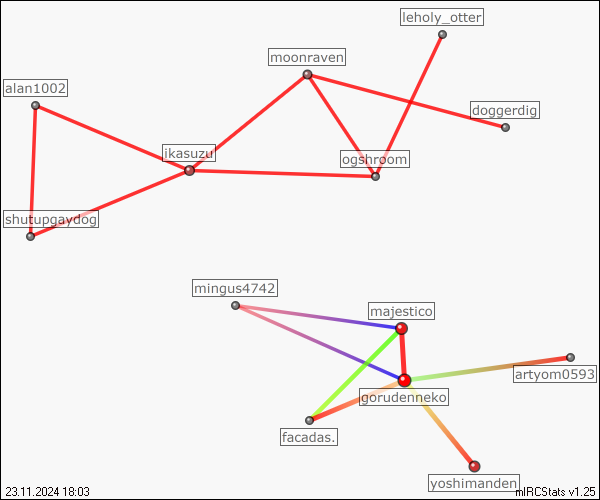 leholy_otter
moonraven
alan1002
doggerdig
ikasuzu
ogshroom
shutupgaydog
mingus4742
majestico
artyom0593
gorudenneko
facadas.
yoshimanden
23.11.2024 18:03
mIRCStats v1.25